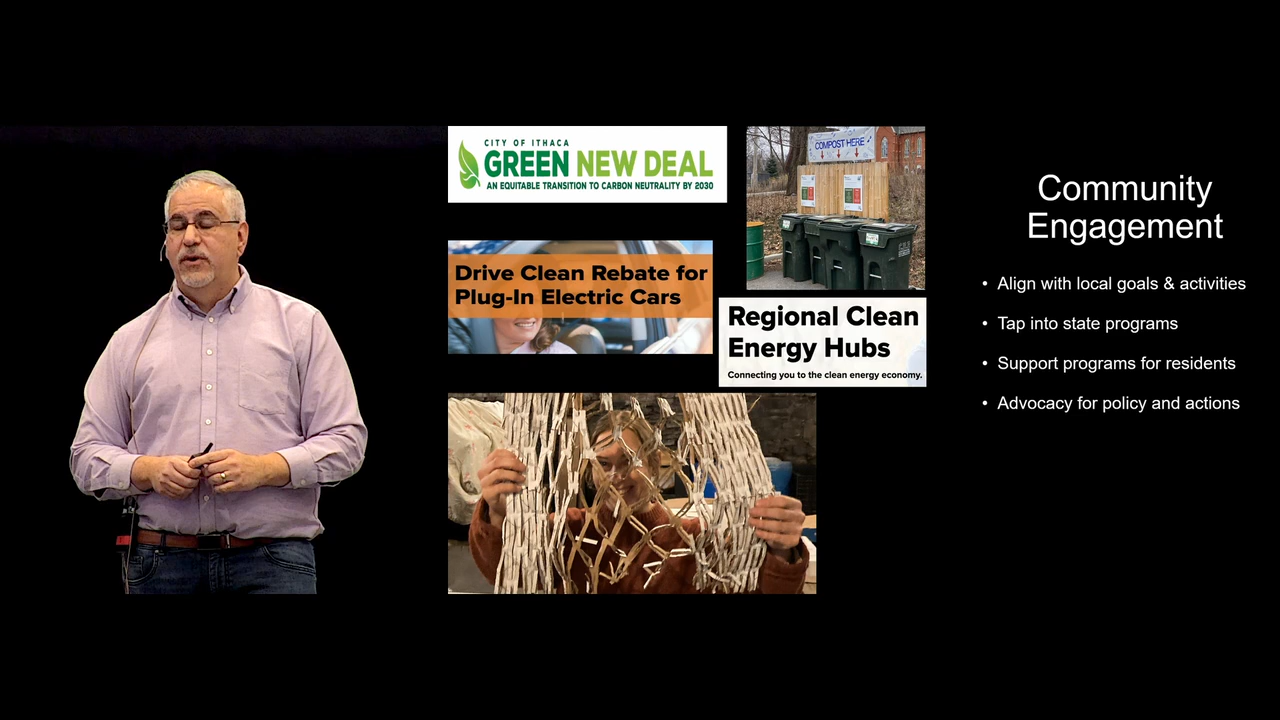 CITY OF ITHACA
GREEN NEW DEAL
AN EQUITABLE TRANSITION TO CARBON NEUTRALITY BY 2030
COMPOST HERE
Drive Clean Rebate for
Plug-In Electric Cars
Regional Clean
Energy Hubs
Connecting you to the clean energy economy.
Community
Engagement
• Align with local goals & activities
• Tap into state programs
• Support programs for residents
• Advocacy for policy and actions